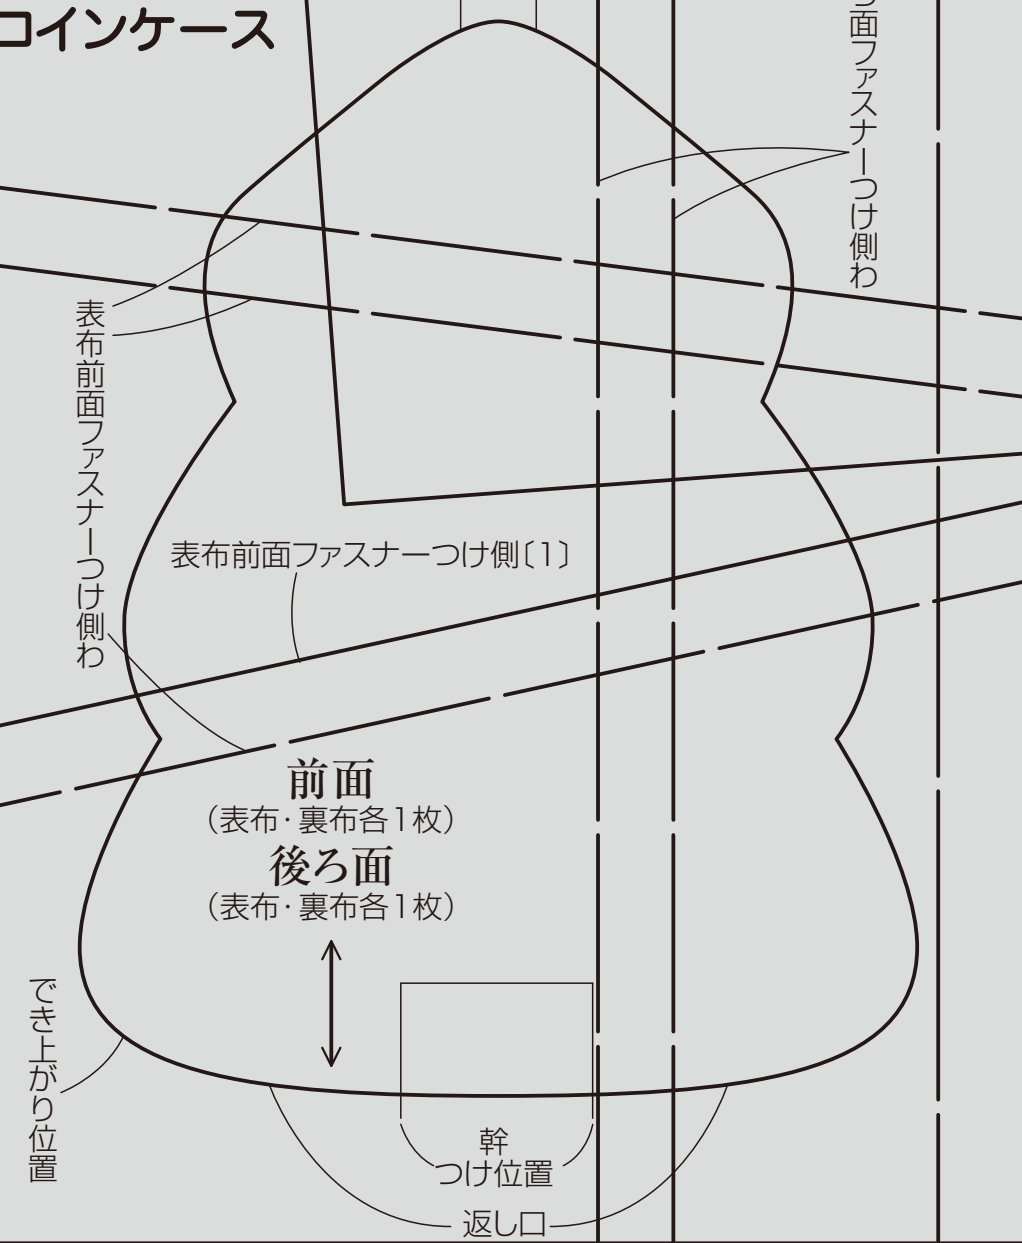 コインケース
面ファスナーつけ側わ
表布前面ファスナーつけ側わ
表布前面ファスナーつけ側〔1〕
前面
（表布・裏布各1枚）
後ろ面
（表布・裏布各1枚）
でき上がり位置
幹
つけ位置
返し口